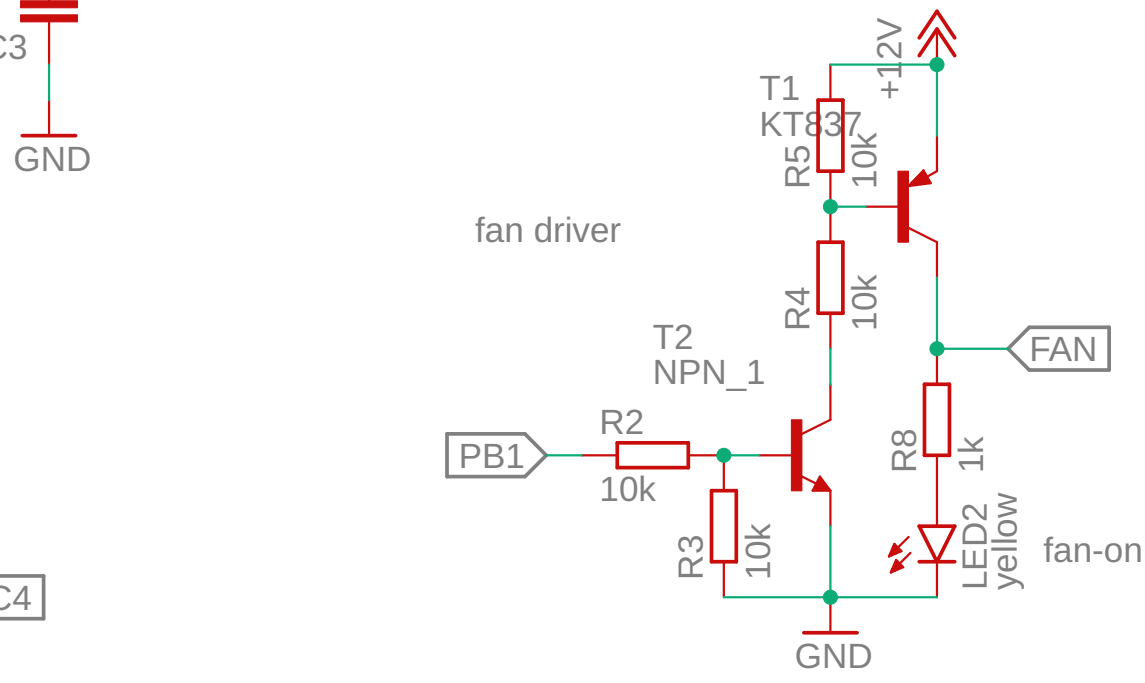 C3
GND
+12V
T1
KT837
R5
10k
fan driver
R4
10k
T2
NPN_1
FAN
R2
PB1
10k
R8
1k
R3
10k
LED2
yellow
fan-on
C4
GND